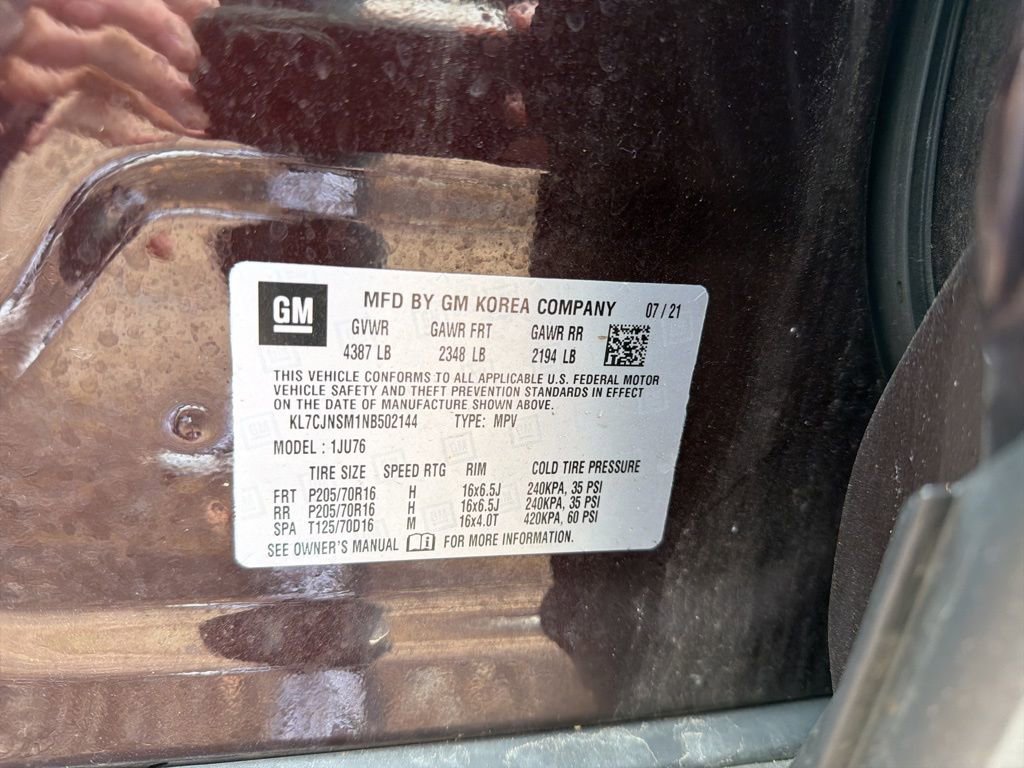 GM MFD BY GM KOREA COMPANY 07 / 21
GVWR GAWR FRT GAWR RR
4387 LB 2348 LB 2194 LB
THIS VEHICLE CONFORMS TO ALL APPLICABLE U.S. FEDERAL MOTOR
VEHICLE SAFETY AND THEFT PREVENTION STANDARDS IN EFFECT
ON THE DATE OF MANUFACTURE SHOWN ABOVE.
KL7CJNSM1NB502144 TYPE: MPV
MODEL : 1JU76
TIRE SIZE SPEED RTG RIM COLD TIRE PRESSURE
FRT P205/70R16 H 16x6.5J 240KPA, 35 PSI
RR P205/70R16 H 16x6.5J 240KPA, 35 PSI
SPA T125/70D16 M 16x4.0T 420KPA, 60 PSI
SEE OWNER'S MANUAL FOR MORE INFORMATION.